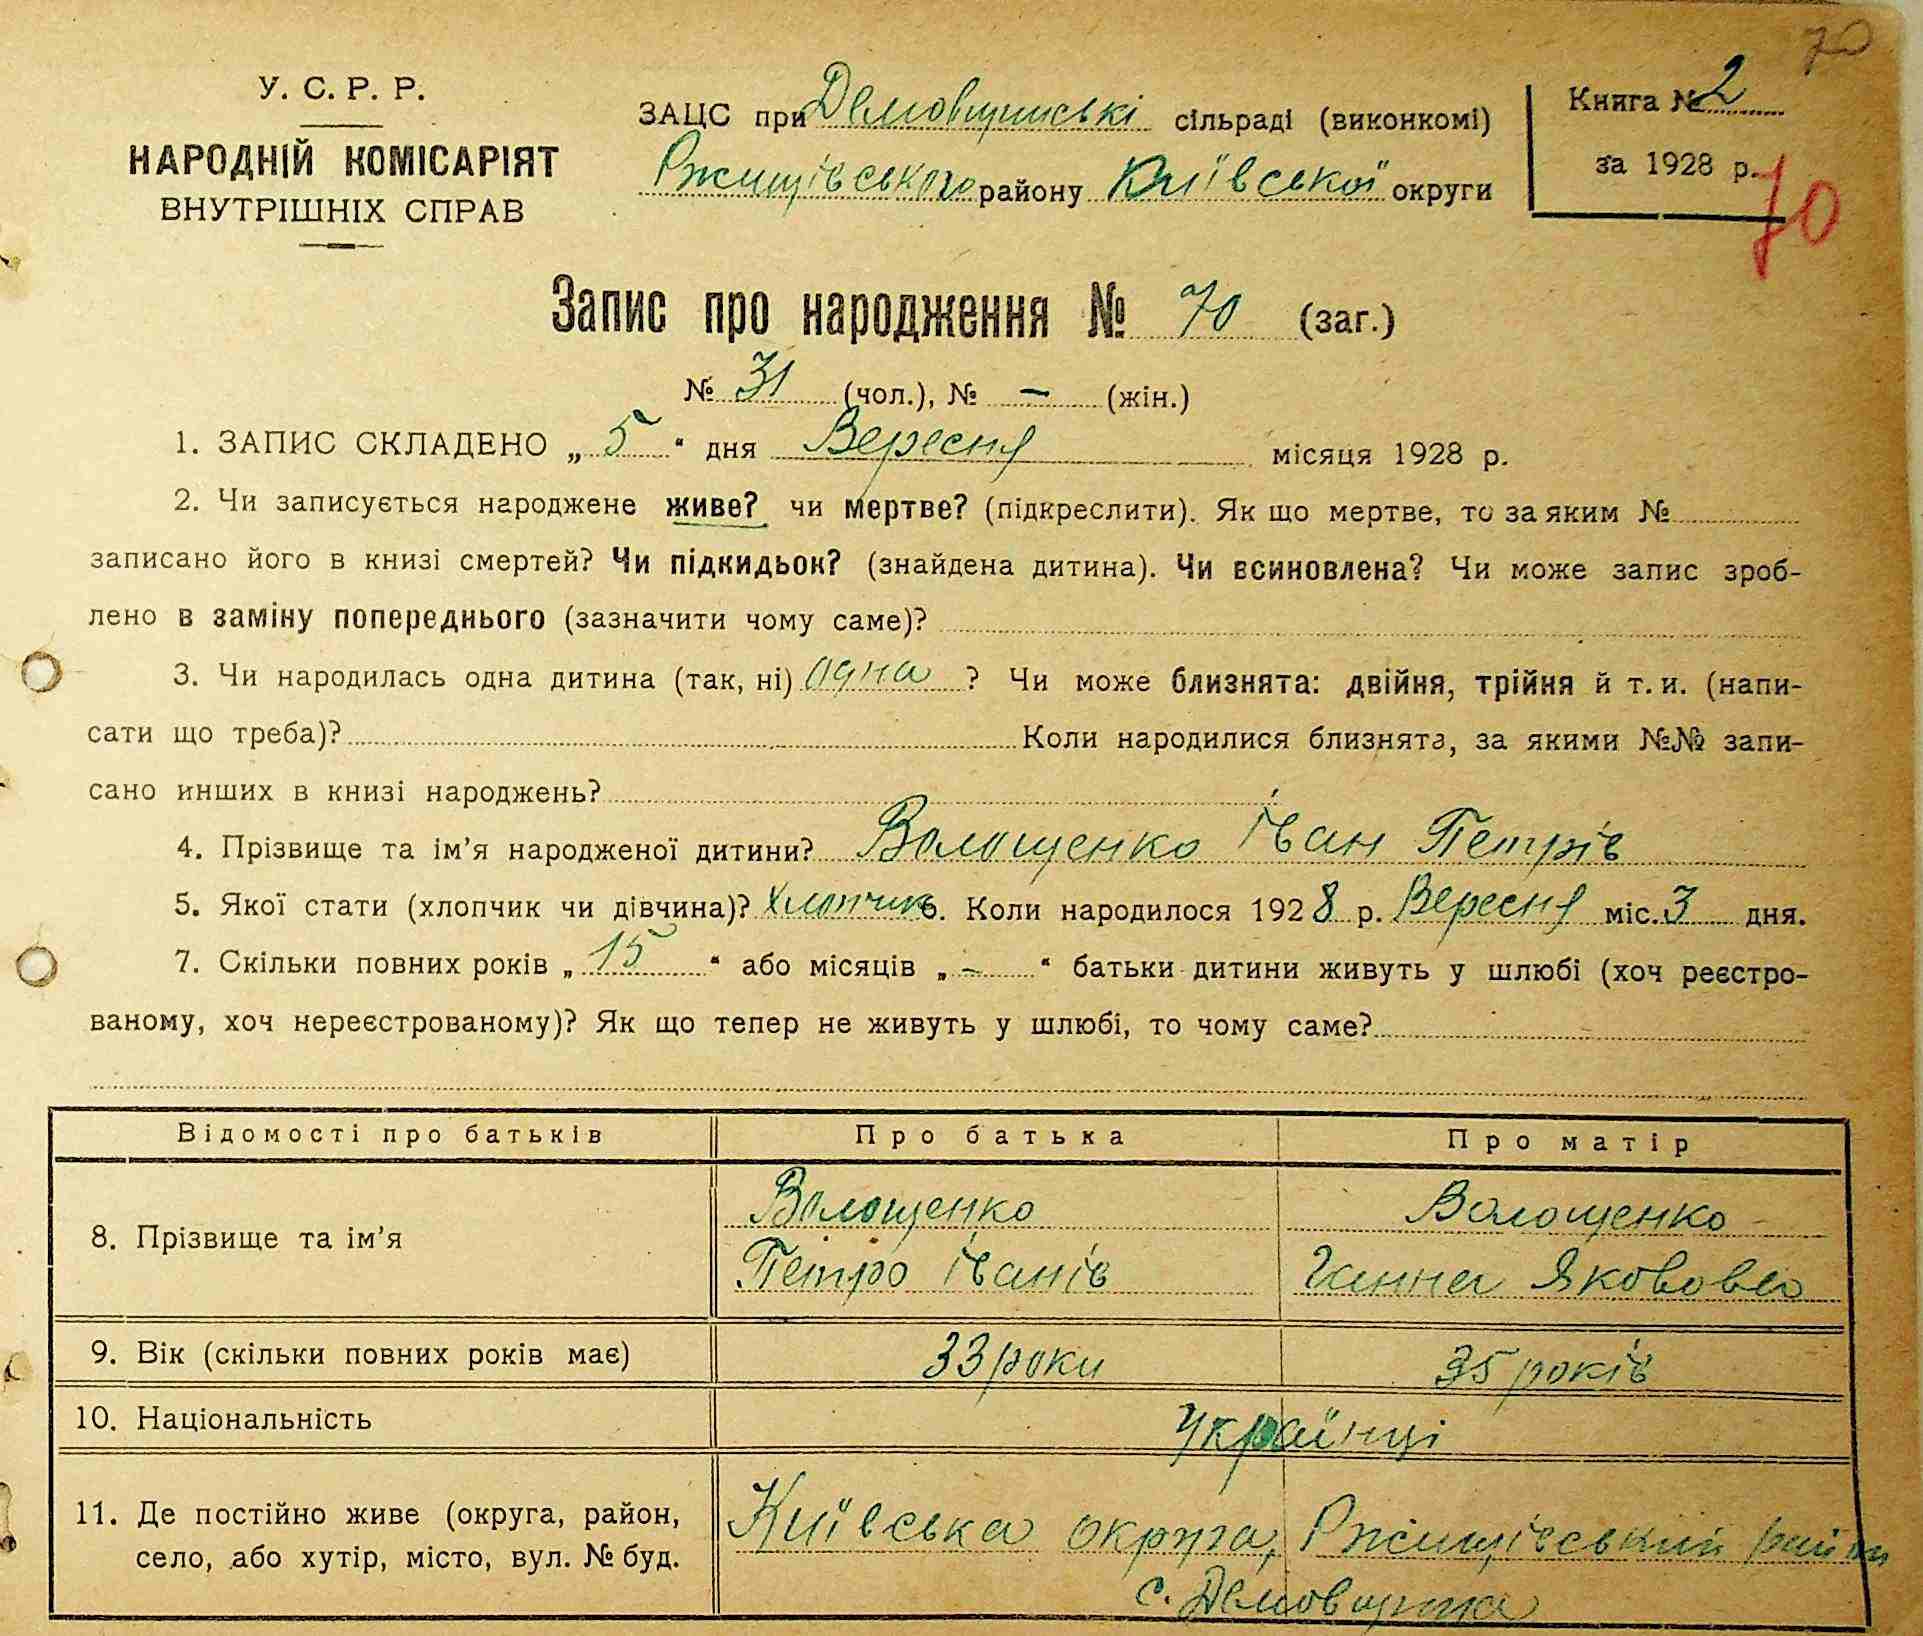 70
У. С. Р. Р.
НАРОДНІЙ КОМІСАРІЯТ
ВНУТРІШНІХ СПРАВ
ЗАЦС при Демовщинські сільраді (виконкомі)
Ржищівського району Київської округи
Книга № 2
за 1928 р.
70
Запис про народження № 70 (заг.)
№ 31 (чол.), № – (жін.)
1. ЗАПИС СКЛАДЕНО „ 5 “ дня Вересня місяця 1928 р.
2. Чи записується народжене живе? чи мертве? (підкреслити). Як що мертве, то за яким №
записано його в книзі смертей? Чи підкидьок? (знайдена дитина). Чи всиновлена? Чи може запис зроб-
лено в заміну попереднього (зазначити чому саме)?
3. Чи народилась одна дитина (так, ні) Одна ? Чи може близнята: двійня, трійня й т. и. (напи-
сати що треба)? Коли народилися близнята, за якими №№ запи-
сано инших в книзі народжень?
4. Прізвище та ім’я народженої дитини? Волощенко Іван Петрів
5. Якої стати (хлопчик чи дівчина)? Хлопчик 6. Коли народилося 1928 р. Вересня міс. 3 дня.
7. Скільки повних років „ 15 “ або місяців „ – “ батьки дитини живуть у шлюбі (хоч реєстро-
ваному, хоч нереєстрованому)? Як що тепер не живуть у шлюбі, то чому саме?
Відомості про батьків Про батька Про матір
8. Прізвище та ім’я
Волощенко
Петро Іванів
Волощенко
Ганна Яковова
9. Вік (скільки повних років має) 33 роки 35 років
10. Національність Українці
11. Де постійно живе (округа, район,
село, або хутір, місто, вул. № буд.
Київська округа, Ржищівський район
с. Демовщина